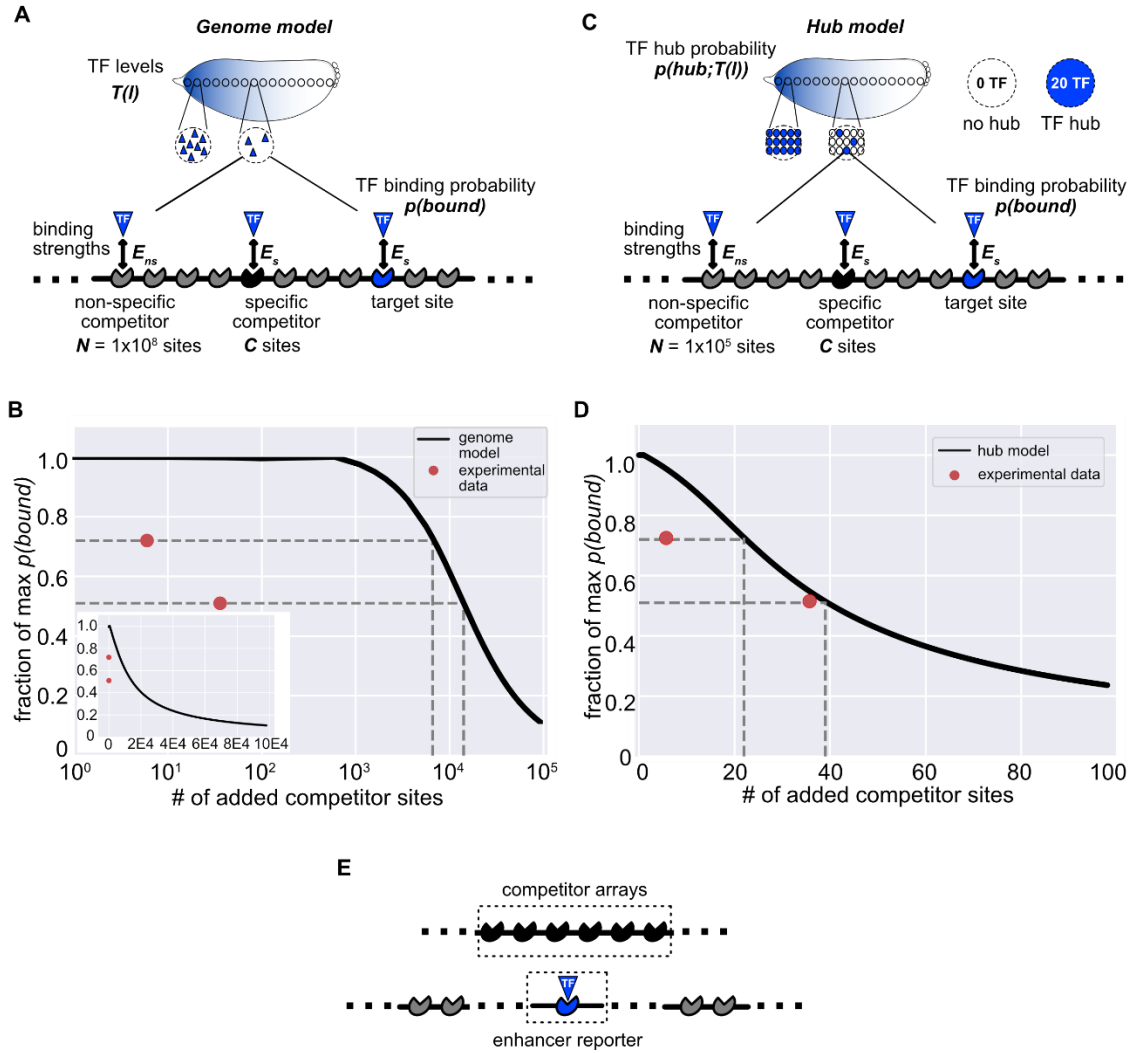 A
Genome model
TF levels
T(l)
TF binding probability
p(bound)
binding
strengths
TF
TF
TF
Ens
Es
Es
non-specific
competitor
N = 1x10⁸ sites
specific
competitor
C sites
target site
C
Hub model
TF hub probability
p(hub;T(l))
0 TF
20 TF
no hub
TF hub
TF binding probability
p(bound)
binding
strengths
TF
TF
TF
Ens
Es
Es
non-specific
competitor
N = 1x10⁵ sites
specific
competitor
C sites
target site
B
genome
model
experimental
data
fraction of max p(bound)
1.0
0.8
0.6
0.4
0.2
0
1.0
0.8
0.6
0.4
0.2
0
0 2E4 4E4 6E4 8E4 10E4
10⁰ 10¹ 10² 10³ 10⁴ 10⁵
# of added competitor sites
D
hub model
experimental data
fraction of max p(bound)
1.0
0.8
0.6
0.4
0.2
0
0 20 40 60 80 100
# of added competitor sites
E
competitor arrays
TF
enhancer reporter